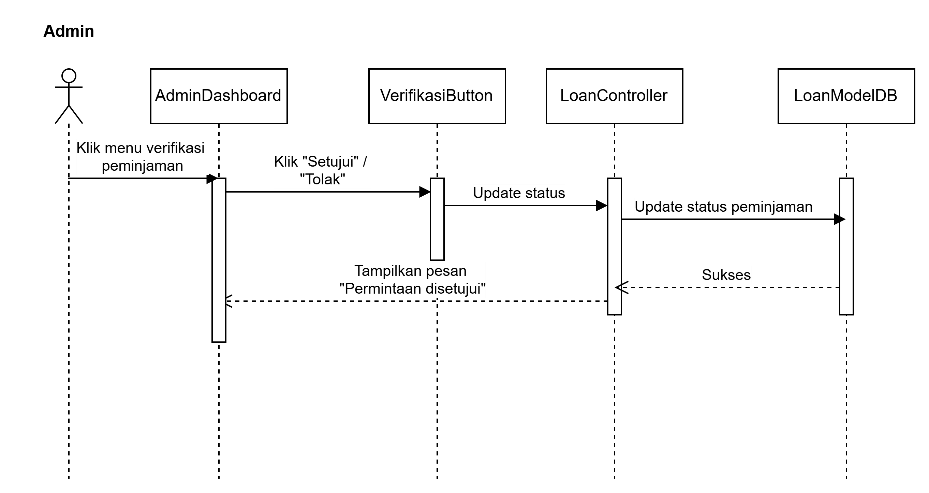 Admin
AdminDashboard
VerifikasiButton
LoanController
LoanModelDB
Klik menu verifikasi
peminjaman
Klik "Setujui" /
"Tolak"
Update status
Update status peminjaman
Sukses
Tampilkan pesan
"Permintaan disetujui"